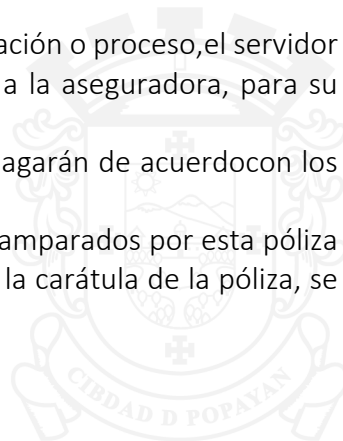 ación o proceso,el servidor
a la aseguradora, para su
agarán de acuerdocon los
amparados por esta póliza
la carátula de la póliza, se
CIBDAD D POPAYAN